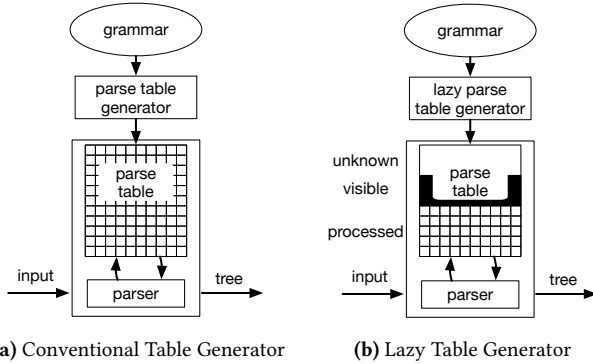 grammar
parse table
generator
parse
table
input
parser
tree
a) Conventional Table Generator
grammar
lazy parse
table generator
unknown
visible
processed
parse
table
input
parser
tree
(b) Lazy Table Generator